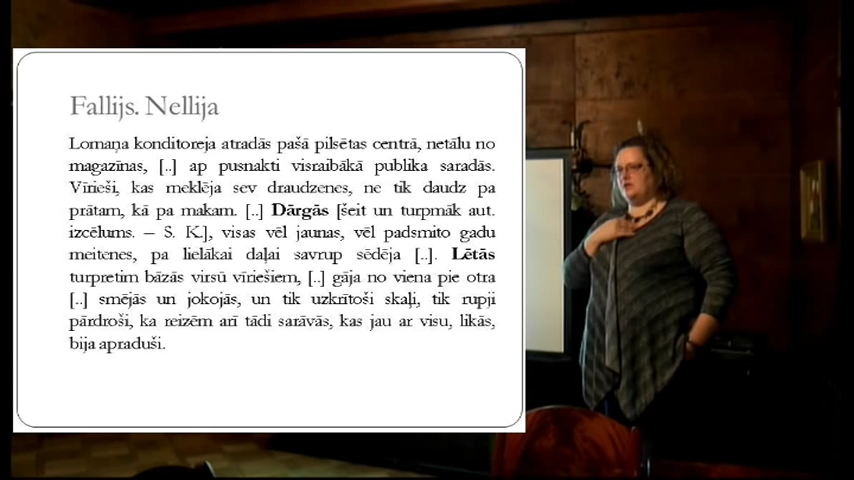 Fallijs. Nellija
Lomaņa konditoreja atradās pašā pilsētas centrā, netālu no
magazīnas, [..] ap pusnakti visraibākā publika saradās.
Vīrieši, kas meklēja sev draudzenes, ne tik daudz pa
prātam, kā pa makam. [..] Dārgās [šeit un turpmāk aut.
izcēlums. – S. K.], visas vēl jaunas, vēl padsmito gadu
meitenes, pa lielākai daļai savrup sēdēja [..]. Lētās
turpretim bāzās virsū vīriešiem, [..] gāja no viena pie otra
[..] smējās un jokojās, un tik uzkrītoši skaļi, tik rupji
pārdroši, ka reizēm arī tādi sarāvās, kas jau ar visu, likās,
bija apraduši.